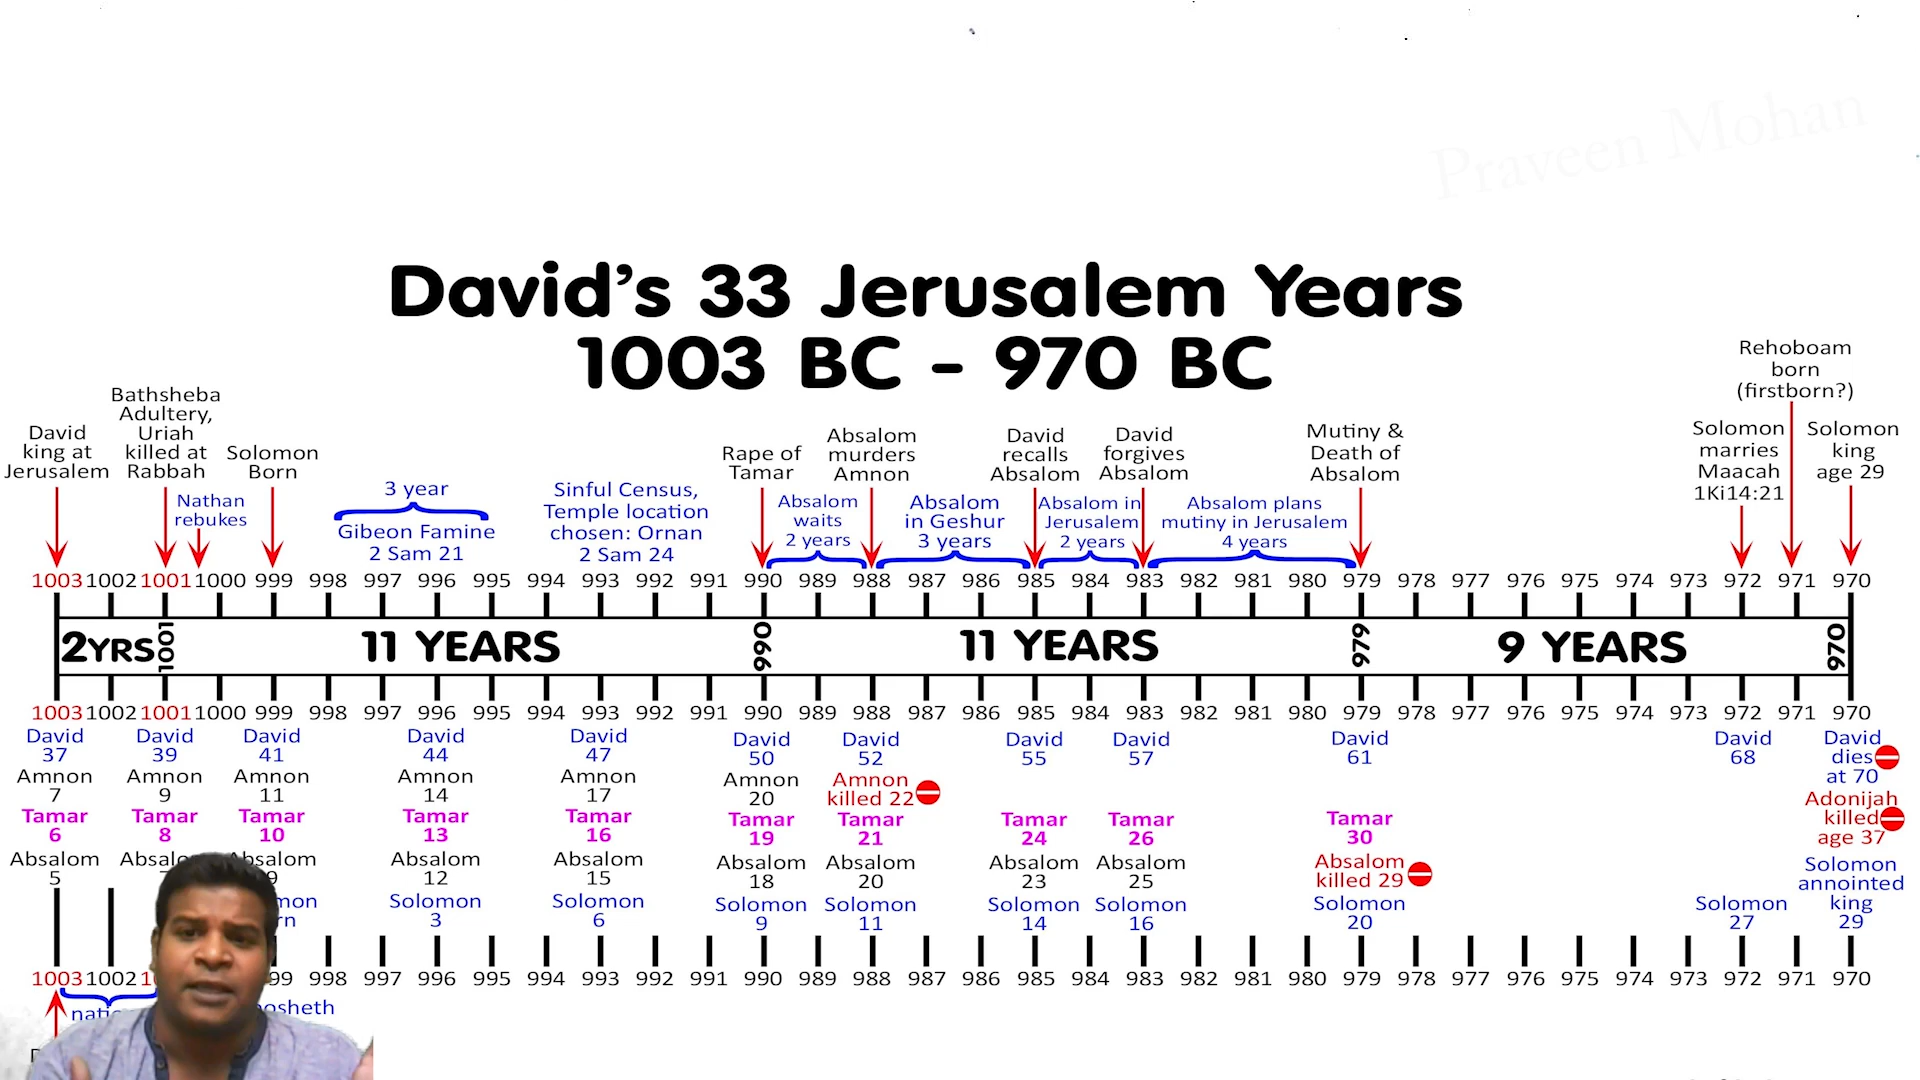 Praveen Mohan
David's 33 Jerusalem Years
1003 BC - 970 BC
David
king at
Jerusalem
Bathsheba
Adultery,
Uriah
killed at
Rabbah
Nathan
rebukes
Solomon
Born
3 year
Gibeon Famine
2 Sam 21
Sinful Census,
Temple location
chosen: Ornan
2 Sam 24
Rape of
Tamar
Absalom
waits
2 years
Absalom
murders
Amnon
Absalom
in Geshur
3 years
David
recalls
Absalom
Absalom in
Jerusalem
2 years
David
forgives
Absalom
Absalom plans
mutiny in Jerusalem
4 years
Mutiny &
Death of
Absalom
Solomon
marries
Maacah
1Ki14:21
Rehoboam
born
(firstborn?)
Solomon
king
age 29
1003 1002 1001 1000 999 998 997 996 995 994 993 992 991 990 989 988 987 986 985 984 983 982 981 980 979 978 977 976 975 974 973 972 971 970
2YRS 1001 11 YEARS 990 11 YEARS 979 9 YEARS 970
1003 1002 1001 1000 999 998 997 996 995 994 993 992 991 990 989 988 987 986 985 984 983 982 981 980 979 978 977 976 975 974 973 972 971 970
David
37
Amnon
7
Tamar
6
Absalom
5
David
39
Amnon
9
Tamar
8
David
41
Amnon
11
Tamar
10
Absalom
9
David
44
Amnon
14
Tamar
13
Absalom
12
Solomon
3
David
47
Amnon
17
Tamar
16
Absalom
15
Solomon
6
David
50
Amnon
20
Tamar
19
Absalom
18
Solomon
9
David
52
Amnon
killed 22
Tamar
21
Absalom
20
Solomon
11
David
55
Tamar
24
Absalom
23
Solomon
14
David
57
Tamar
26
Absalom
25
Solomon
16
David
61
Tamar
30
Absalom
killed 29
Solomon
20
David
68
Solomon
27
David
dies
at 70
Adonijah
killed
age 37
Solomon
annointed
king
29
1003 1002 998 997 996 995 994 993 992 991 990 989 988 987 986 985 984 983 982 981 980 979 978 977 976 975 974 973 972 971 970